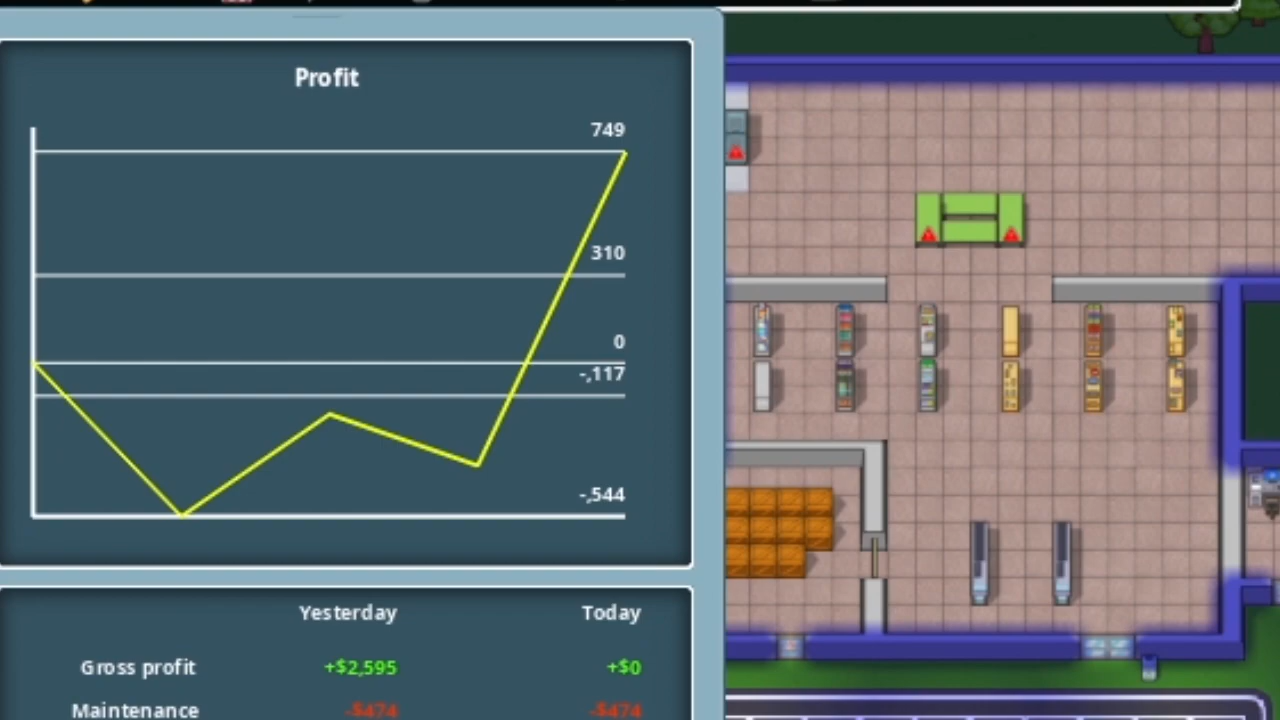 Profit
749
310
0
-,117
-,544
Yesterday Today
Gross profit +$2,595 +$0
Maintenance -$474 -$474